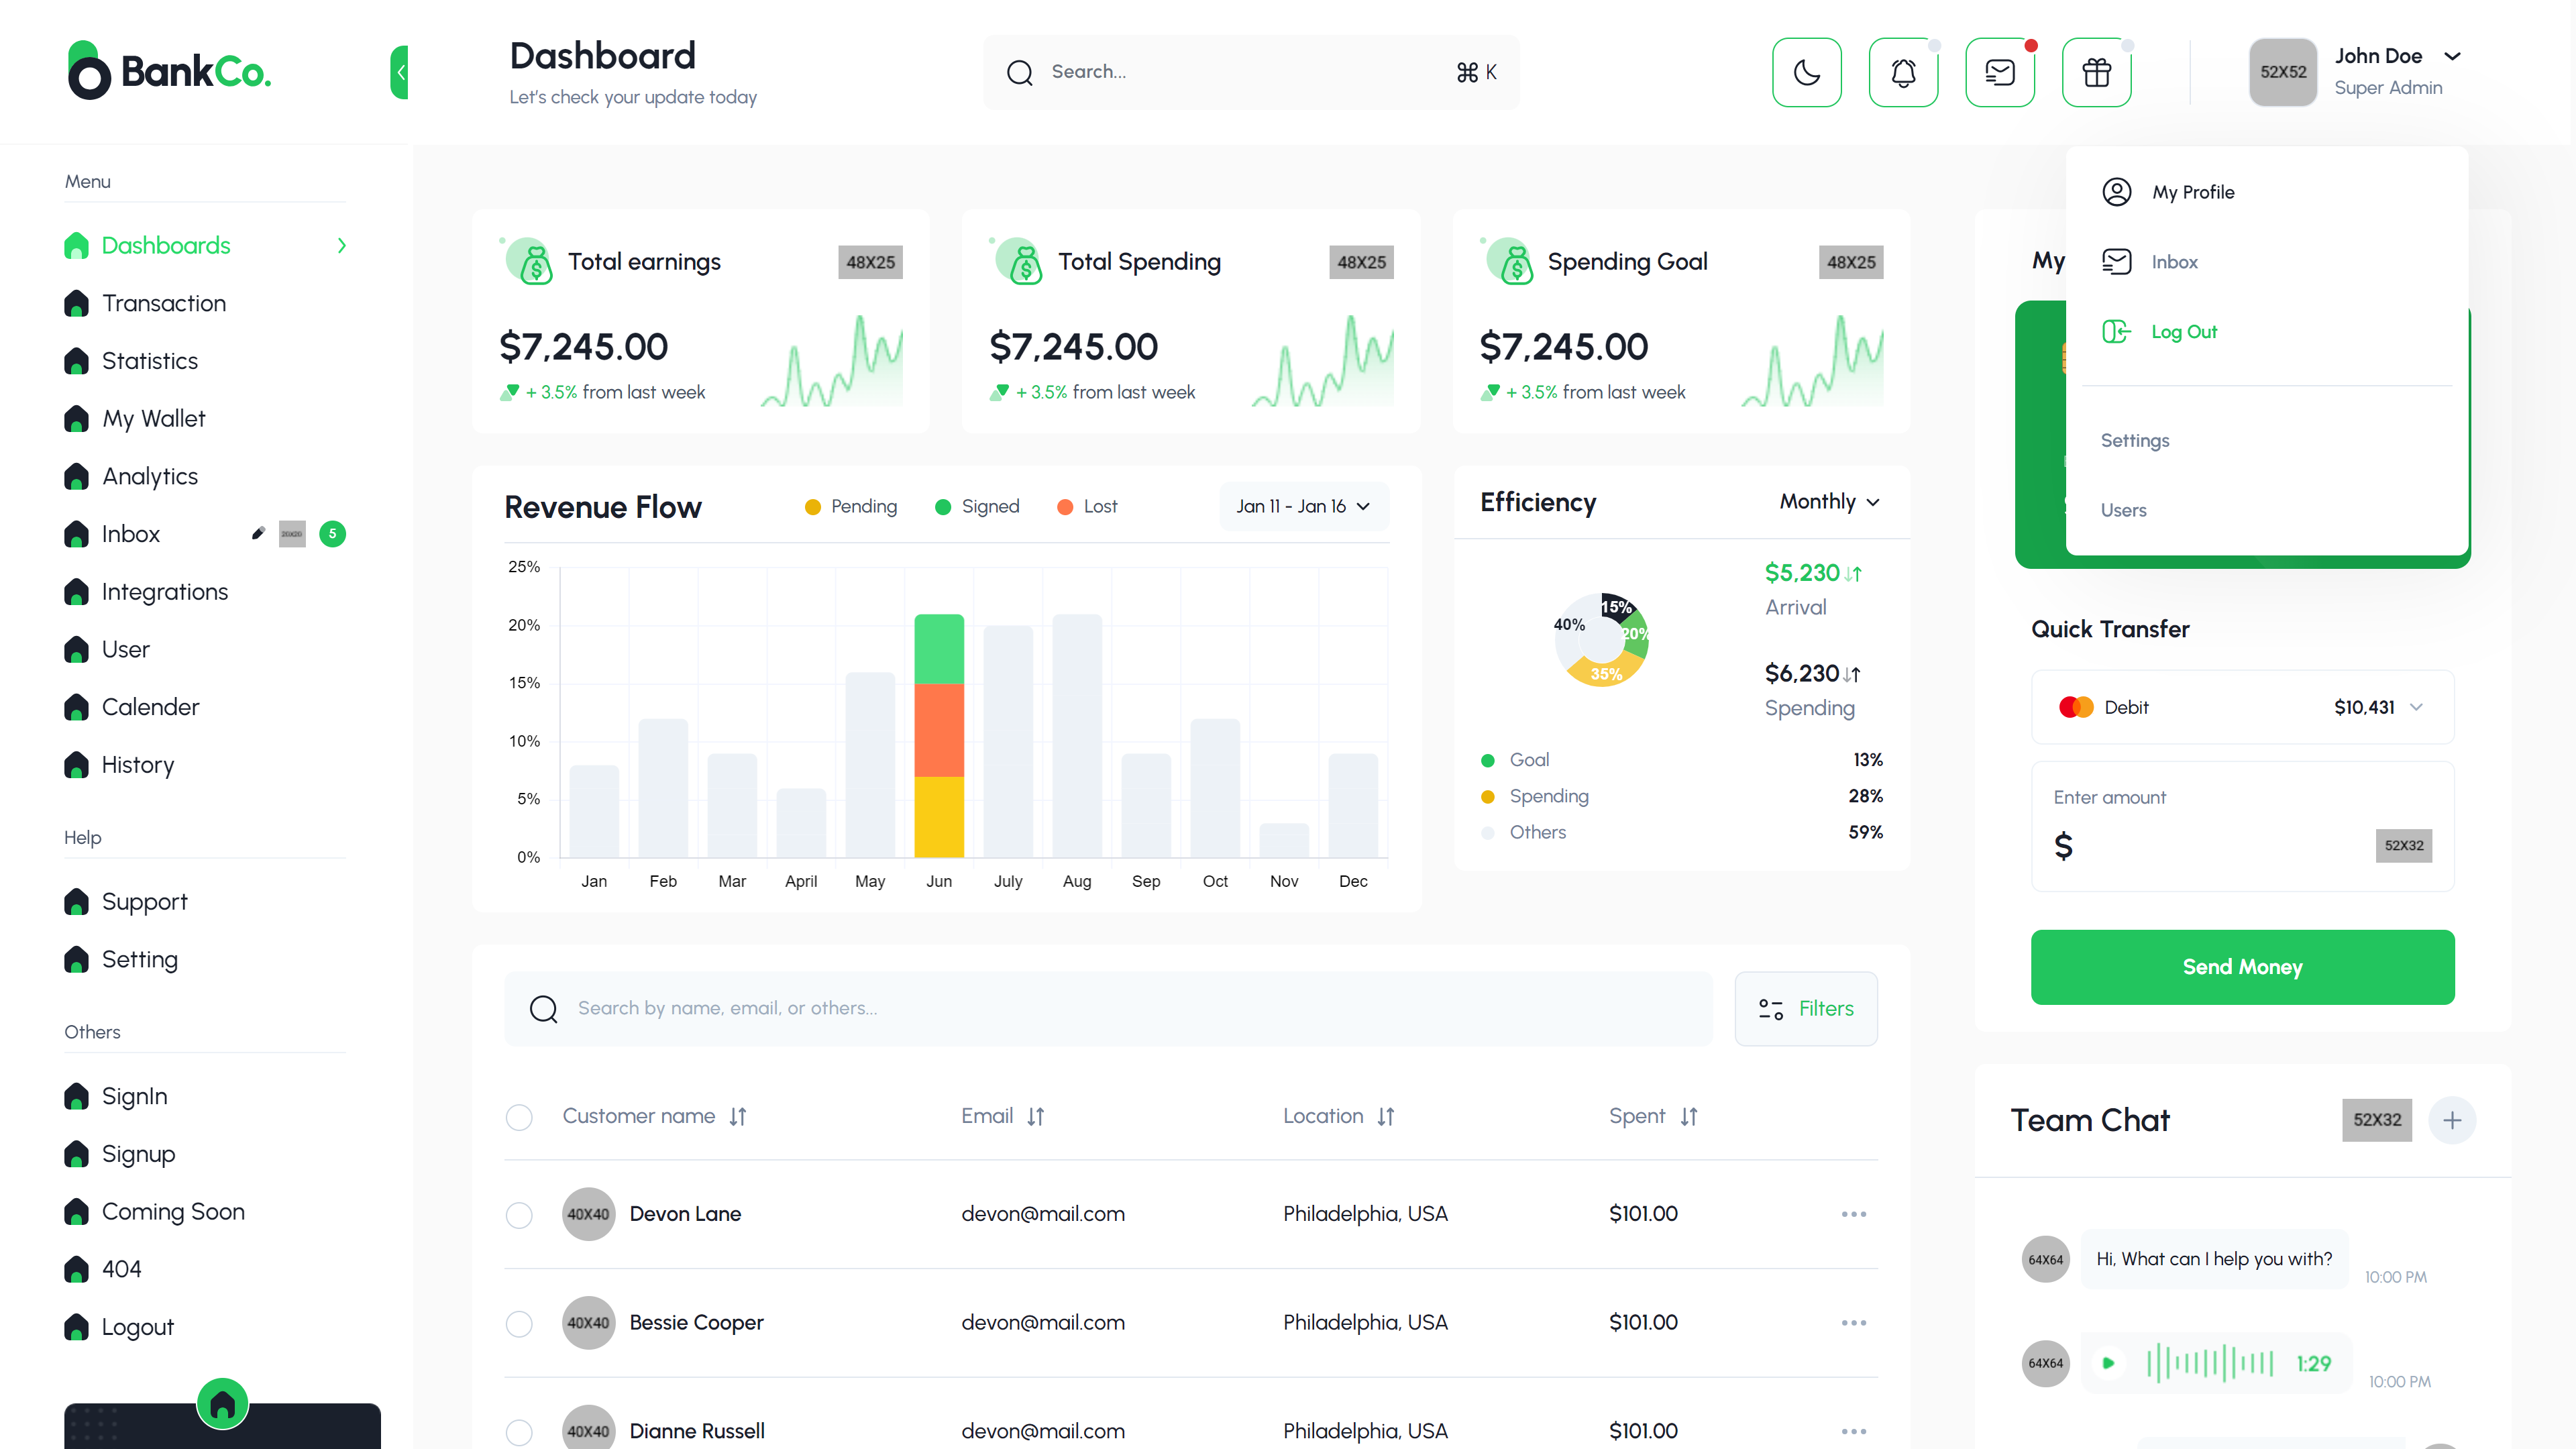 BankCo.
Dashboard
Let's check your update today
Search...
⌘ K
52X52
John Doe
Super Admin
Menu
Dashboards
Transaction
Statistics
My Wallet
Analytics
Inbox
20X20
5
Integrations
User
Calender
History
Help
Support
Setting
Others
SignIn
Signup
Coming Soon
404
Logout
Total earnings
48X25
$7,245.00
+ 3.5% from last week
Total Spending
48X25
$7,245.00
+ 3.5% from last week
Spending Goal
48X25
$7,245.00
+ 3.5% from last week
My
My Profile
Inbox
Log Out
Settings
Users
Revenue Flow
Pending
Signed
Lost
Jan 11 - Jan 16
25%
20%
15%
10%
5%
0%
Jan
Feb
Mar
April
May
Jun
July
Aug
Sep
Oct
Nov
Dec
Efficiency
Monthly
15%
20%
35%
40%
$5,230
Arrival
$6,230
Spending
Goal
13%
Spending
28%
Others
59%
Quick Transfer
Debit
$10,431
Enter amount
$
52X32
Send Money
Search by name, email, or others...
Filters
Customer name
Email
Location
Spent
40X40
Devon Lane
devon@mail.com
Philadelphia, USA
$101.00
40X40
Bessie Cooper
devon@mail.com
Philadelphia, USA
$101.00
40X40
Dianne Russell
devon@mail.com
Philadelphia, USA
$101.00
Team Chat
52X32
64X64
Hi, What can I help you with?
10:00 PM
64X64
1:29
10:00 PM